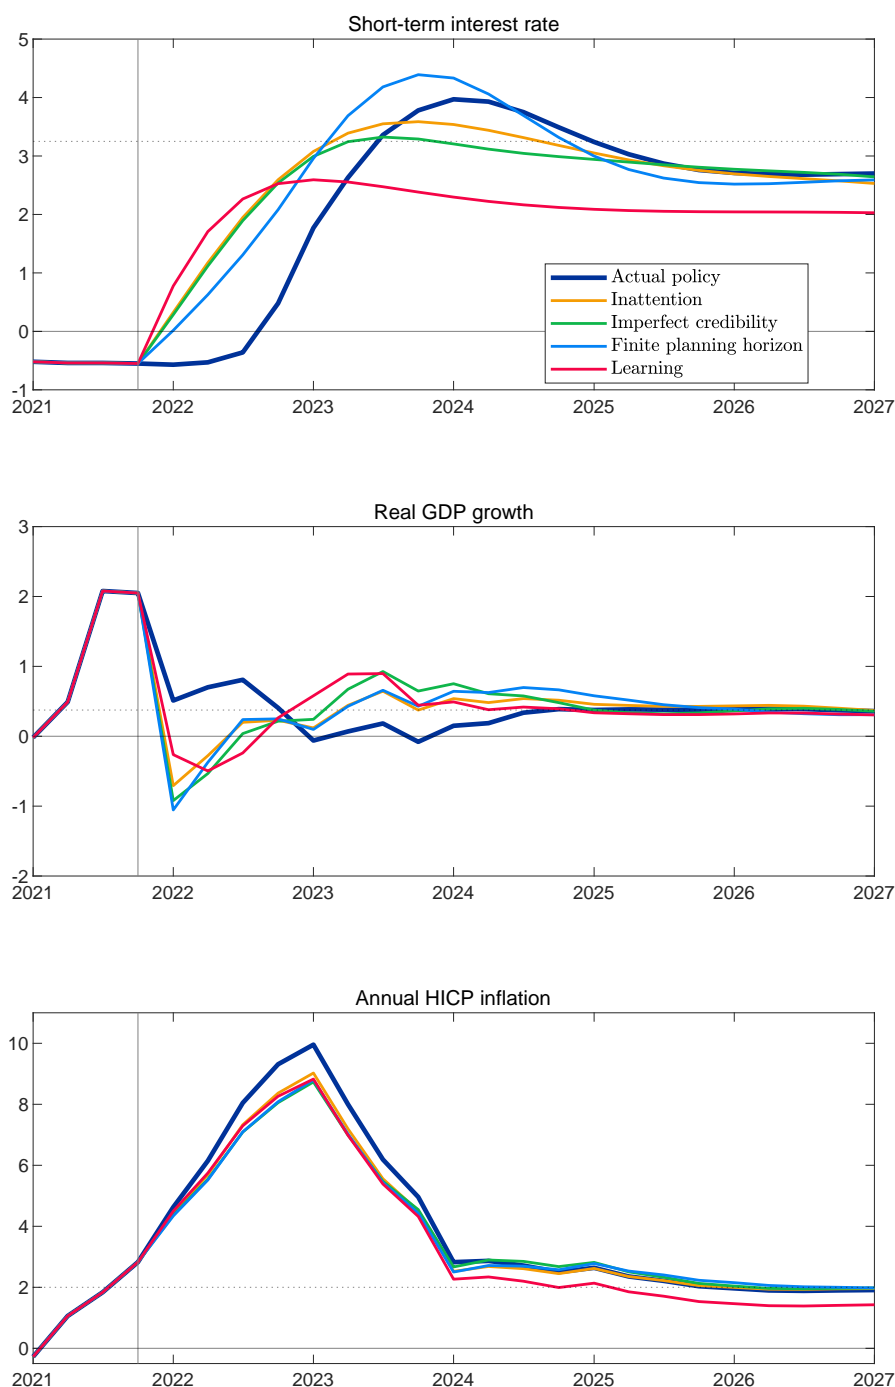 Short-term interest rate
5
4
3
2
1
0
-1
Actual policy
Inattention
Imperfect credibility
Finite planning horizon
Learning
2021 2022 2023 2024 2025 2026 2027
Real GDP growth
3
2
1
0
-1
-2
2021 2022 2023 2024 2025 2026 2027
Annual HICP inflation
10
8
6
4
2
0
2021 2022 2023 2024 2025 2026 2027